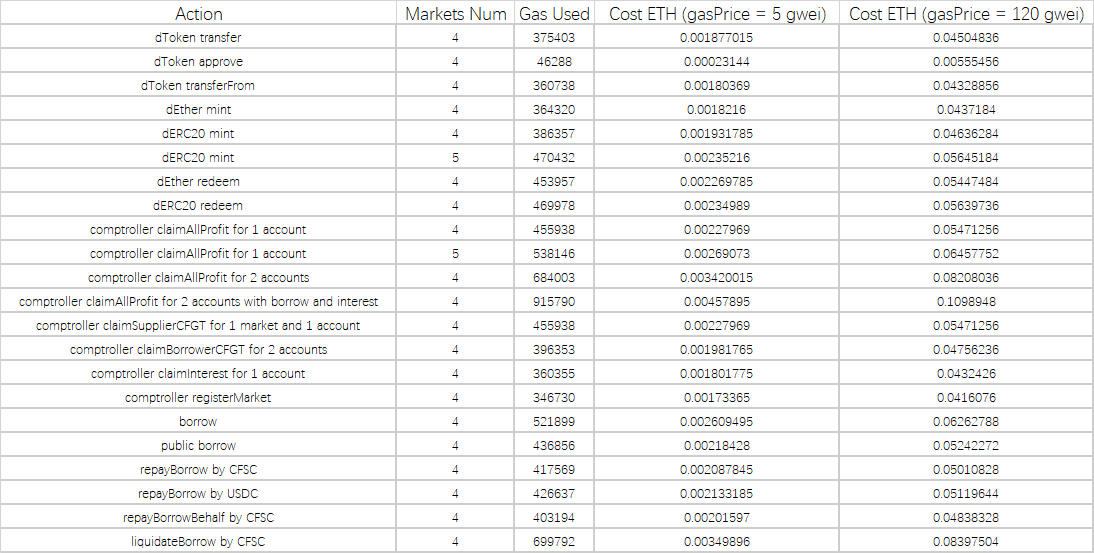 Action Markets Num Gas Used Cost ETH (gasPrice = 5 gwei) Cost ETH (gasPrice = 120 gwei)
dToken transfer 4 375403 0.001877015 0.04504836
dToken approve 4 46288 0.00023144 0.00555456
dToken transferFrom 4 360738 0.00180369 0.04328856
dEther mint 4 364320 0.0018216 0.0437184
dERC20 mint 4 386357 0.001931785 0.04636284
dERC20 mint 5 470432 0.00235216 0.05645184
dEther redeem 4 453957 0.002269785 0.05447484
dERC20 redeem 4 469978 0.00234989 0.05639736
comptroller claimAllProfit for 1 account 4 455938 0.00227969 0.05471256
comptroller claimAllProfit for 1 account 5 538146 0.00269073 0.06457752
comptroller claimAllProfit for 2 accounts 4 684003 0.003420015 0.08208036
comptroller claimAllProfit for 2 accounts with borrow and interest 4 915790 0.00457895 0.1098948
comptroller claimSupplierCFGT for 1 market and 1 account 4 455938 0.00227969 0.05471256
comptroller claimBorrowerCFGT for 2 accounts 4 396353 0.001981765 0.04756236
comptroller claimInterest for 1 account 4 360355 0.001801775 0.0432426
comptroller registerMarket 4 346730 0.00173365 0.0416076
borrow 4 521899 0.002609495 0.06262788
public borrow 4 436856 0.00218428 0.05242272
repayBorrow by CFSC 4 417569 0.002087845 0.05010828
repayBorrow by USDC 4 426637 0.002133185 0.05119644
repayBorrowBehalf by CFSC 4 403194 0.00201597 0.04838328
liquidateBorrow by CFSC 4 699792 0.00349896 0.08397504